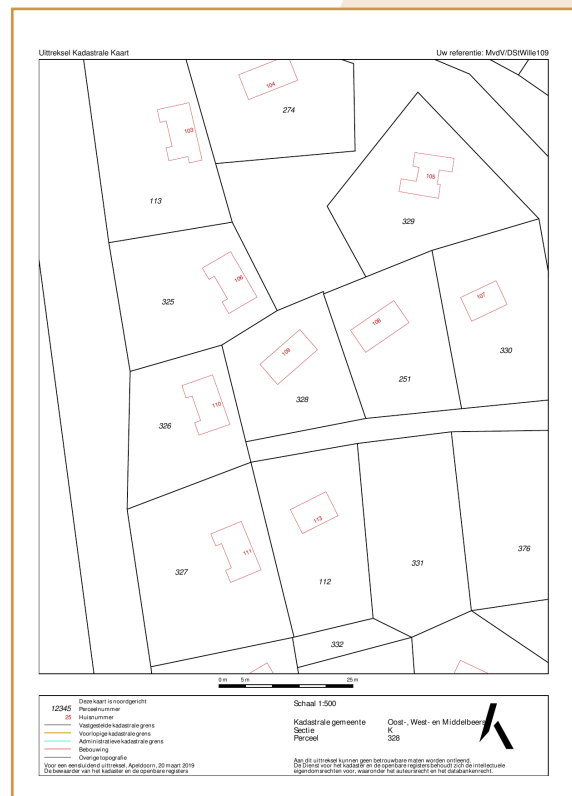 Uittreksel Kadastrale Kaart
Uw referentie: MvdV/DStWille109
104
274
103
113
105
329
106
325
107
108
330
109
251
328
110
326
113
111
327
112
331
376
332
0 m 5 m 25 m
Deze kaart is noordgericht
12345 Perceelnummer
25 Huisnummer
Vastgestelde kadastrale grens
Voorlopige kadastrale grens
Administratieve kadastrale grens
Bebouwing
Overige topografie
Voor een eensluidend uittreksel, Apeldoorn, 20 maart 2019
De bewaarder van het kadaster en de openbare registers
Schaal 1:500
Kadastrale gemeente Oost-, West- en Middelbeers
Sectie K
Perceel 328
Aan dit uittreksel kunnen geen betrouwbare maten worden ontleend.
De Dienst voor het kadaster en de openbare registers behoudt zich de intellectuele
eigendomsrechten voor, waaronder het auteursrecht en het databankenrecht.